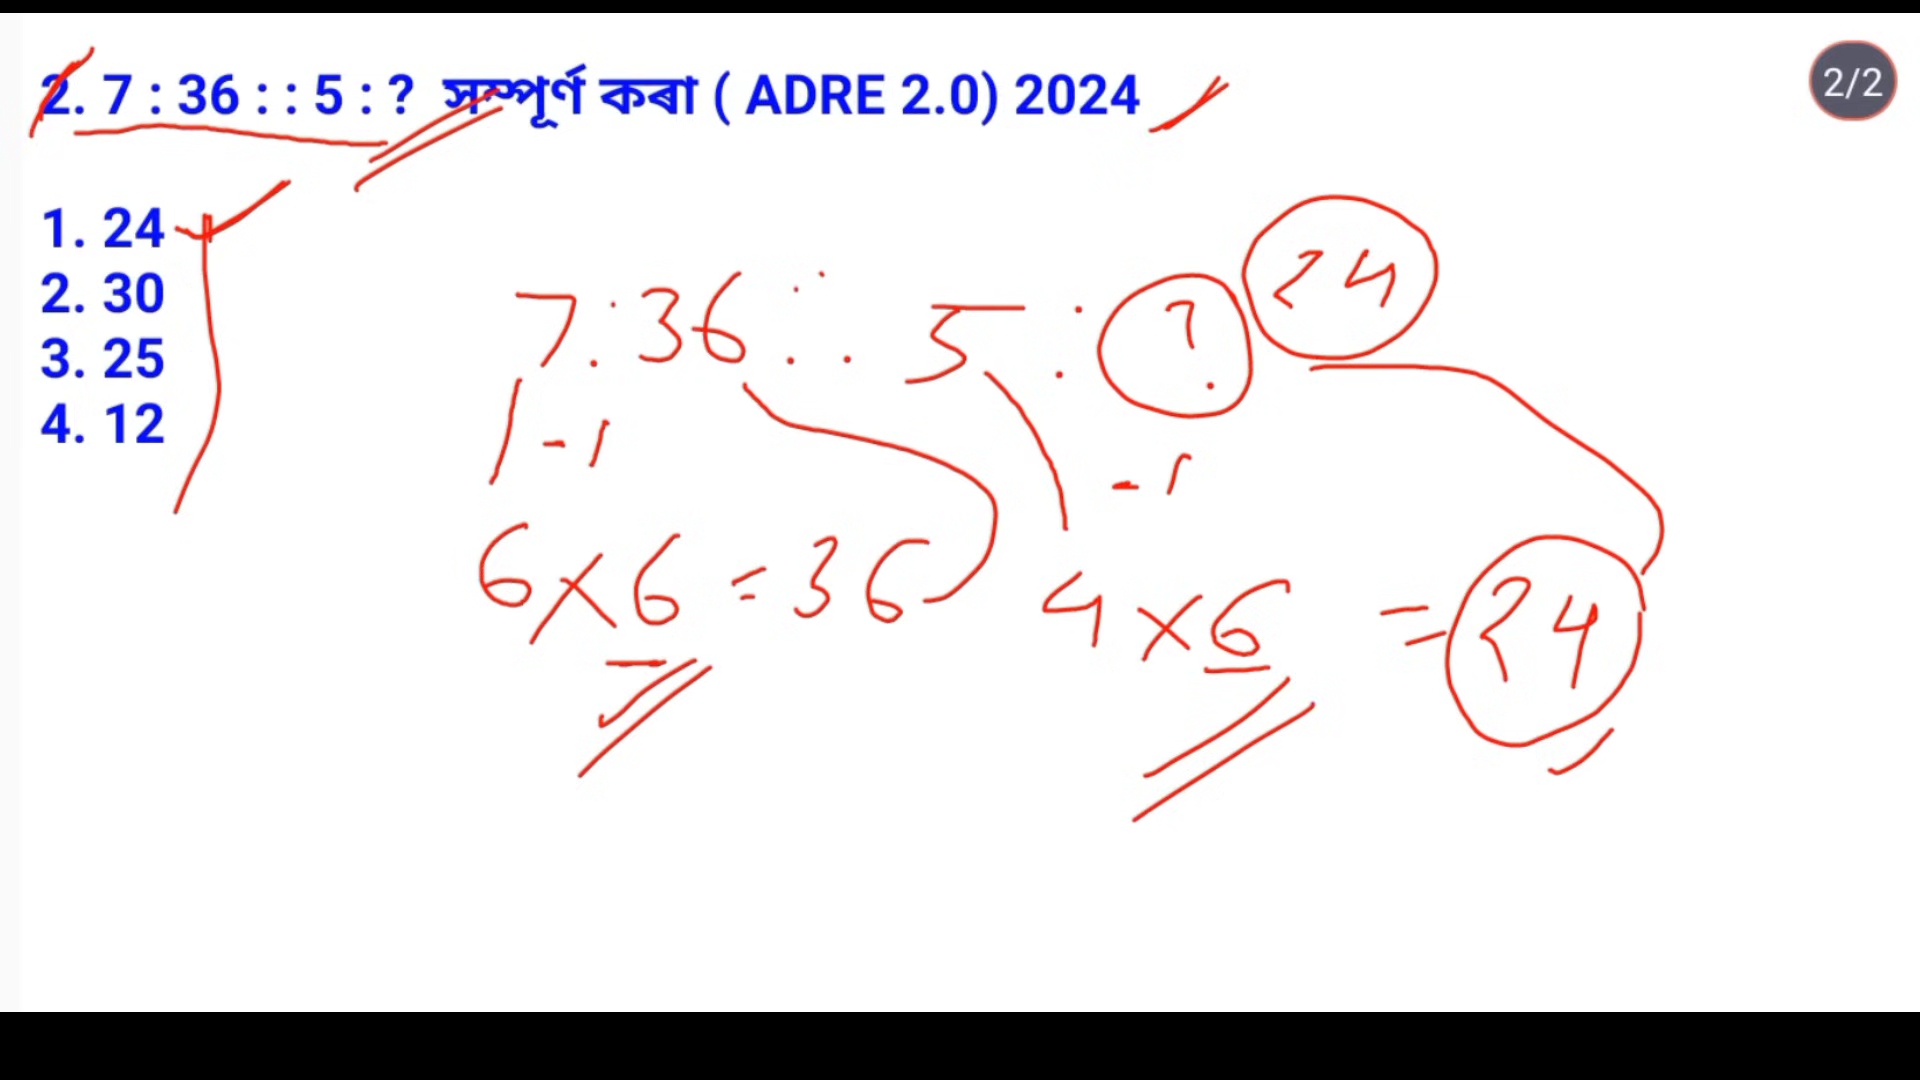 2. 7 : 36 : : 5 : ? সম্পূৰ্ণ কৰা ( ADRE 2.0) 2024
2/2
1. 24
2. 30
3. 25
4. 12
7 : 36 : : 5 : ? 24
-1 -1
6 × 6 = 36 4 × 6 = 24